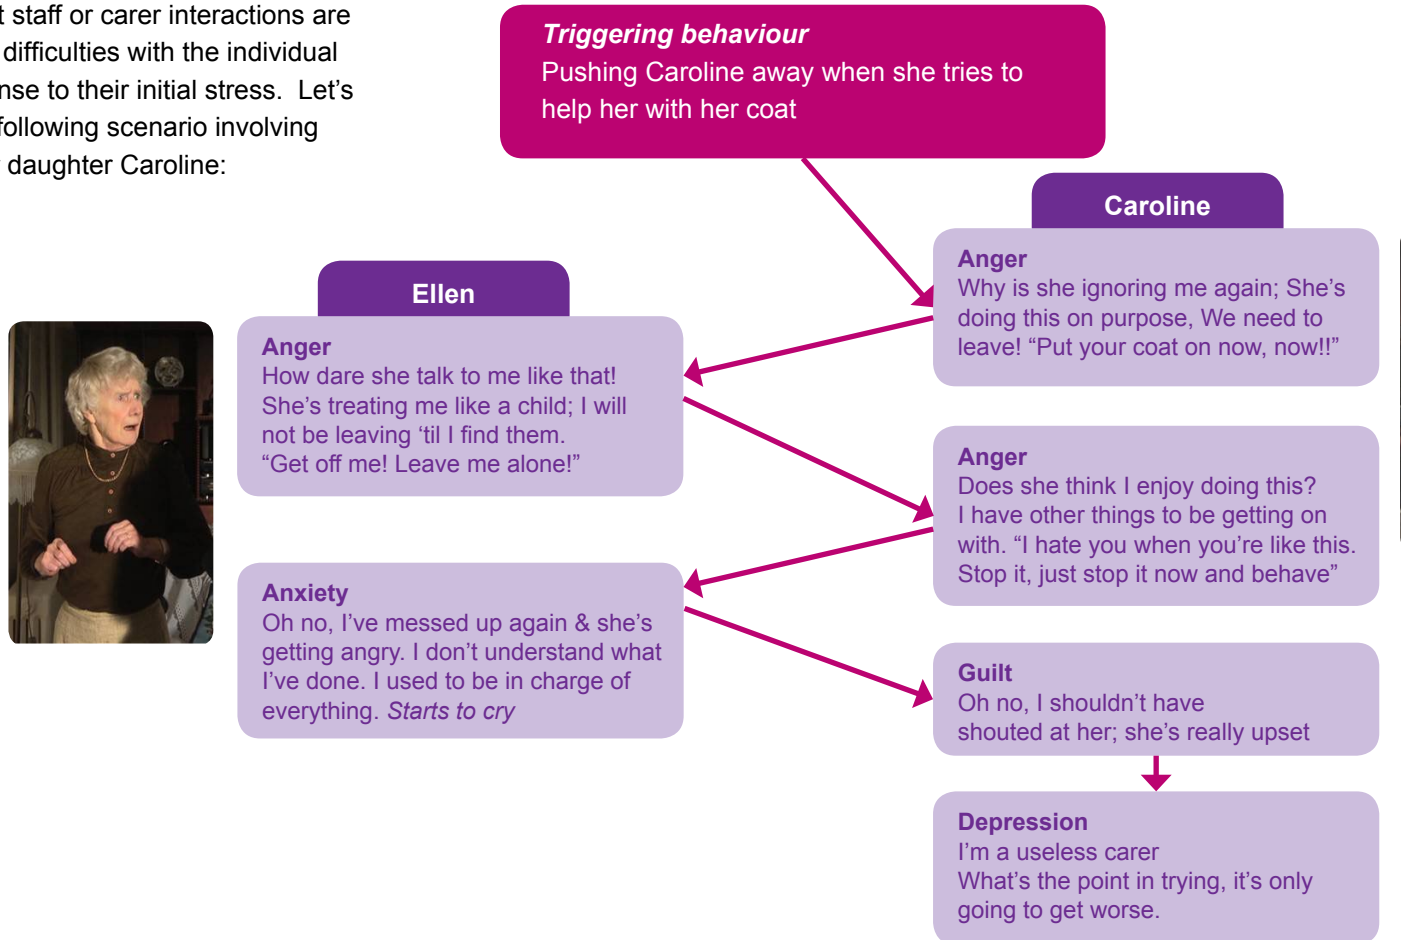 t staff or carer interactions are
difficulties with the individual
nse to their initial stress.  Let's
following scenario involving
daughter Caroline:
Triggering behaviour
Pushing Caroline away when she tries to
help her with her coat
Caroline
Anger
Why is she ignoring me again; She's
doing this on purpose, We need to
leave! “Put your coat on now, now!!”
Ellen
Anger
How dare she talk to me like that!
She's treating me like a child; I will
not be leaving ‘til I find them.
“Get off me! Leave me alone!”
Anger
Does she think I enjoy doing this?
I have other things to be getting on
with. “I hate you when you're like this.
Stop it, just stop it now and behave”
Anxiety
Oh no, I've messed up again & she's
getting angry. I don't understand what
I've done. I used to be in charge of
everything. Starts to cry
Guilt
Oh no, I shouldn't have
shouted at her; she's really upset
Depression
I'm a useless carer
What's the point in trying, it's only
going to get worse.